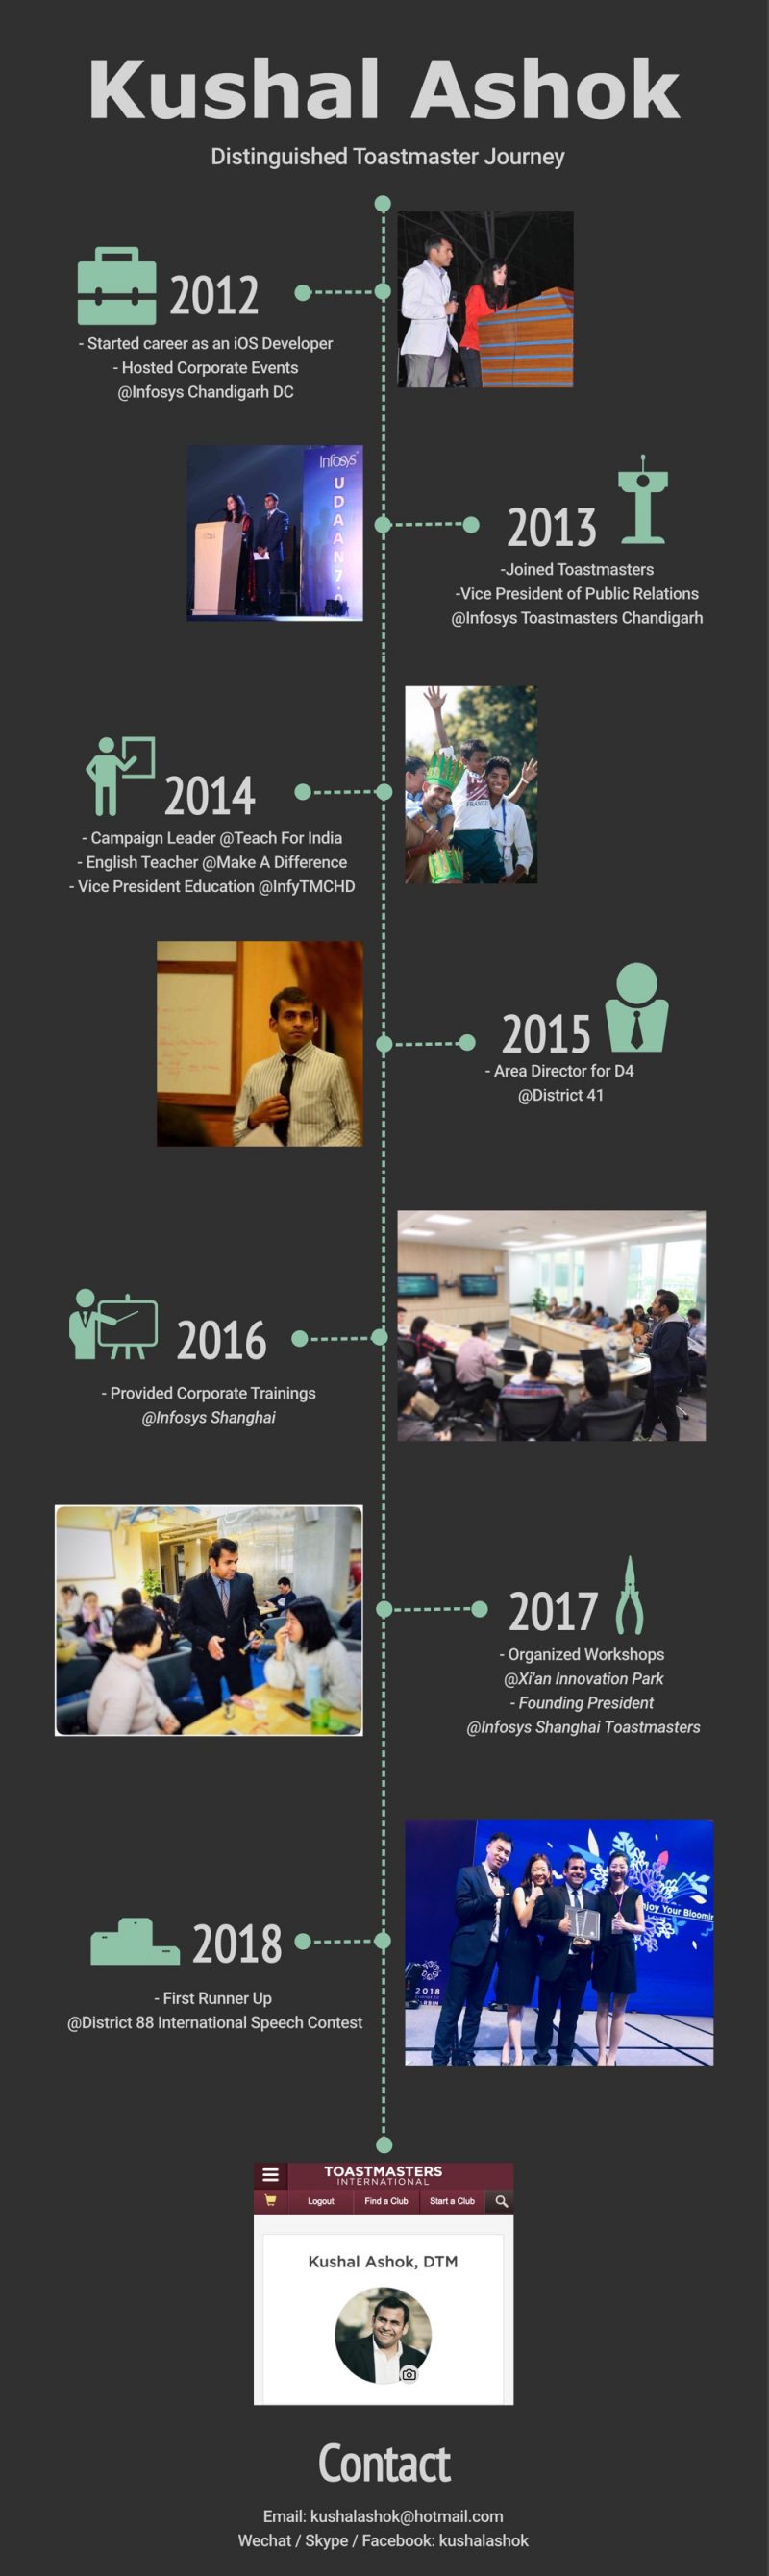 Kushal Ashok
Distinguished Toastmaster Journey
2012
- Started career as an iOS Developer
- Hosted Corporate Events
@Infosys Chandigarh DC
Infosys
UDAAN 7.0
2013
-Joined Toastmasters
-Vice President of Public Relations
@Infosys Toastmasters Chandigarh
FRANCE
2014
- Campaign Leader @Teach For India
- English Teacher @Make A Difference
- Vice President Education @InfyTMCHD
2015
- Area Director for D4
@District 41
2016
- Provided Corporate Trainings
@Infosys Shanghai
2017
- Organized Workshops
@Xi'an Innovation Park
- Founding President
@Infosys Shanghai Toastmasters
joy Your Bloomin
2018
2018
- First Runner Up
@District 88 International Speech Contest
TOASTMASTERS
INTERNATIONAL
Logout Find a Club Start a Club
Kushal Ashok, DTM
Contact
Email: kushalashok@hotmail.com
Wechat / Skype / Facebook: kushalashok